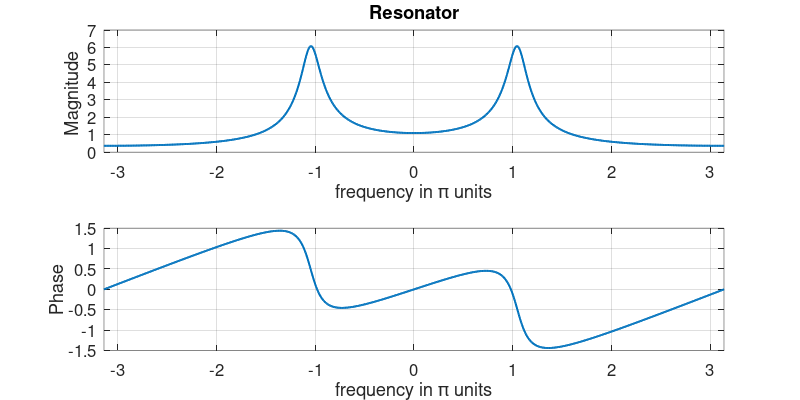 Resonator
Magnitude
7
6
5
4
3
2
1
0
-3 -2 -1 0 1 2 3
frequency in π units
Phase
1.5
1
0.5
0
-0.5
-1
-1.5
-3 -2 -1 0 1 2 3
frequency in π units